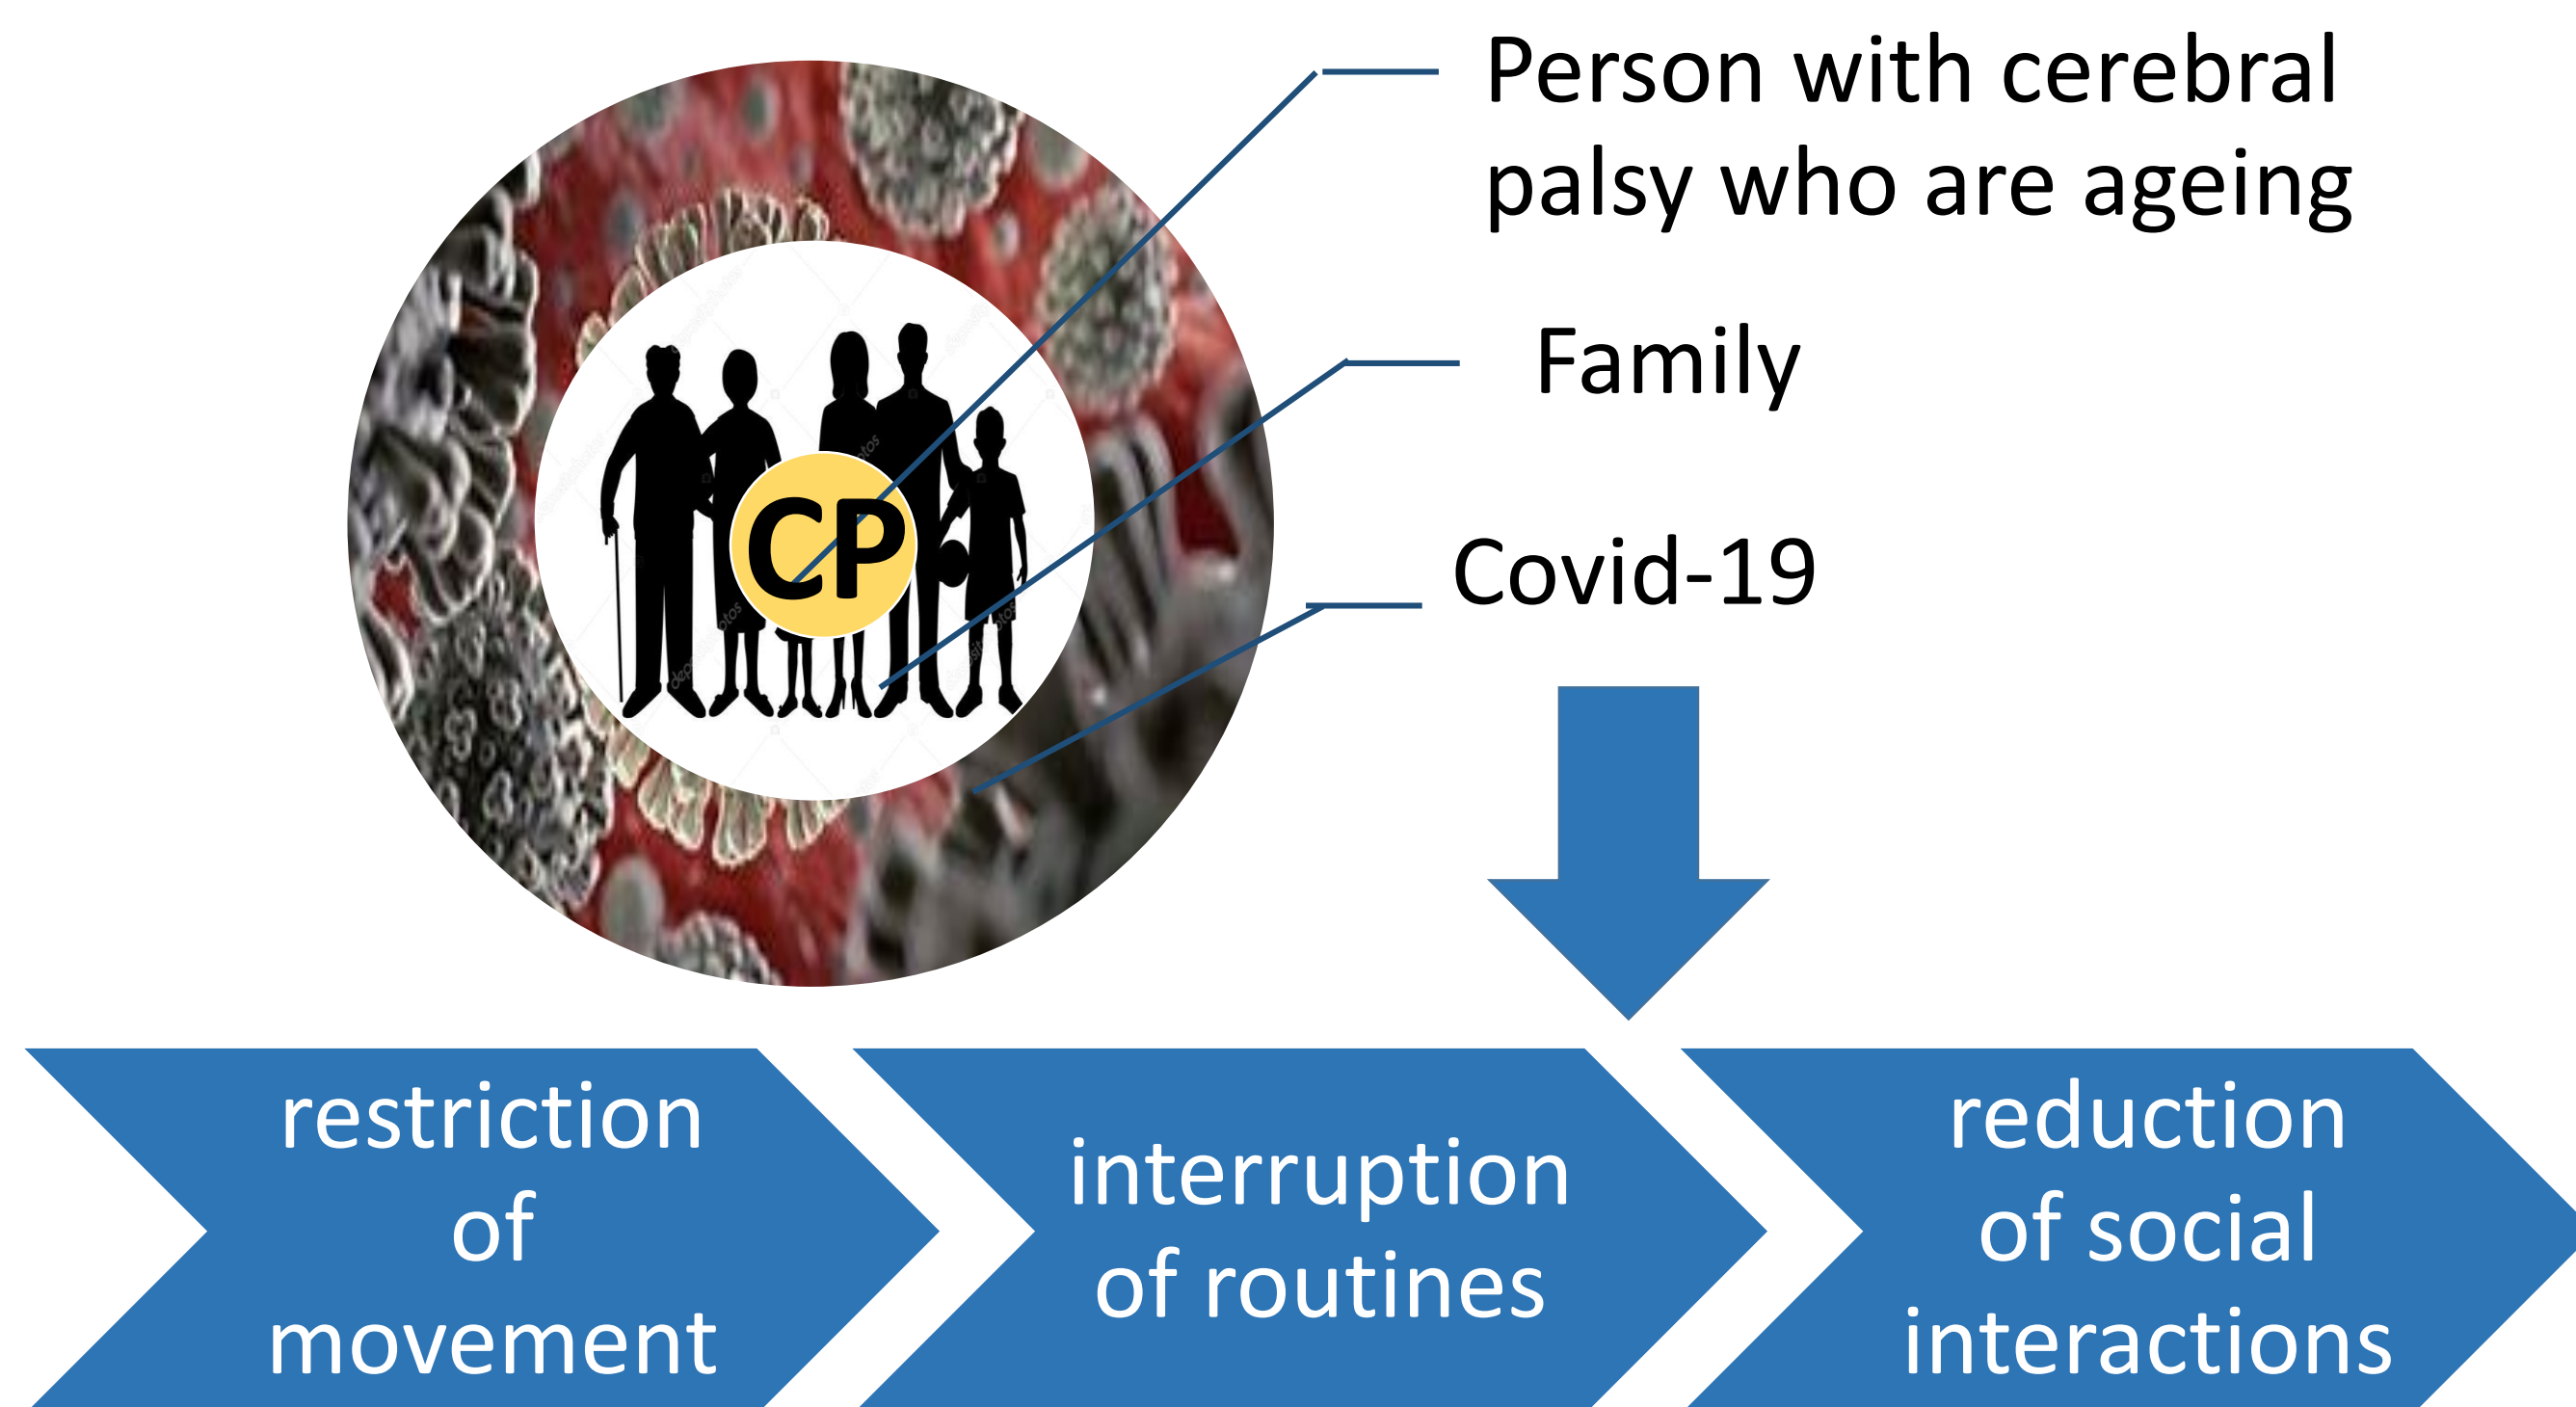 Person with cerebral
palsy who are ageing
Family
CP
Covid-19
restriction
of
movement
interruption
of routines
reduction
of social
interactions